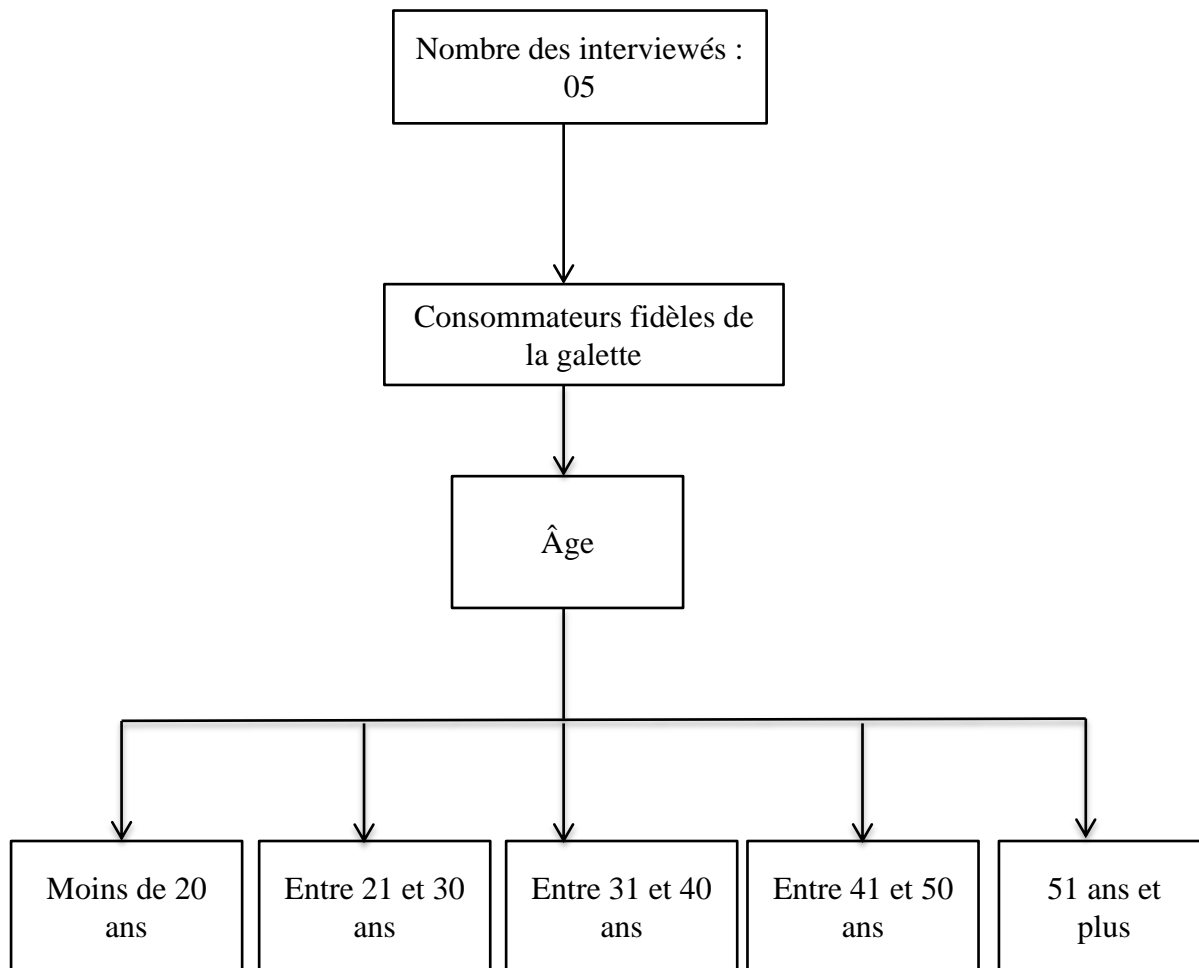 Nombre des interviewés :
05
Consommateurs fidèles de
la galette
Âge
Moins de 20
ans
Entre 21 et 30
ans
Entre 31 et 40
ans
Entre 41 et 50
ans
51 ans et
plus